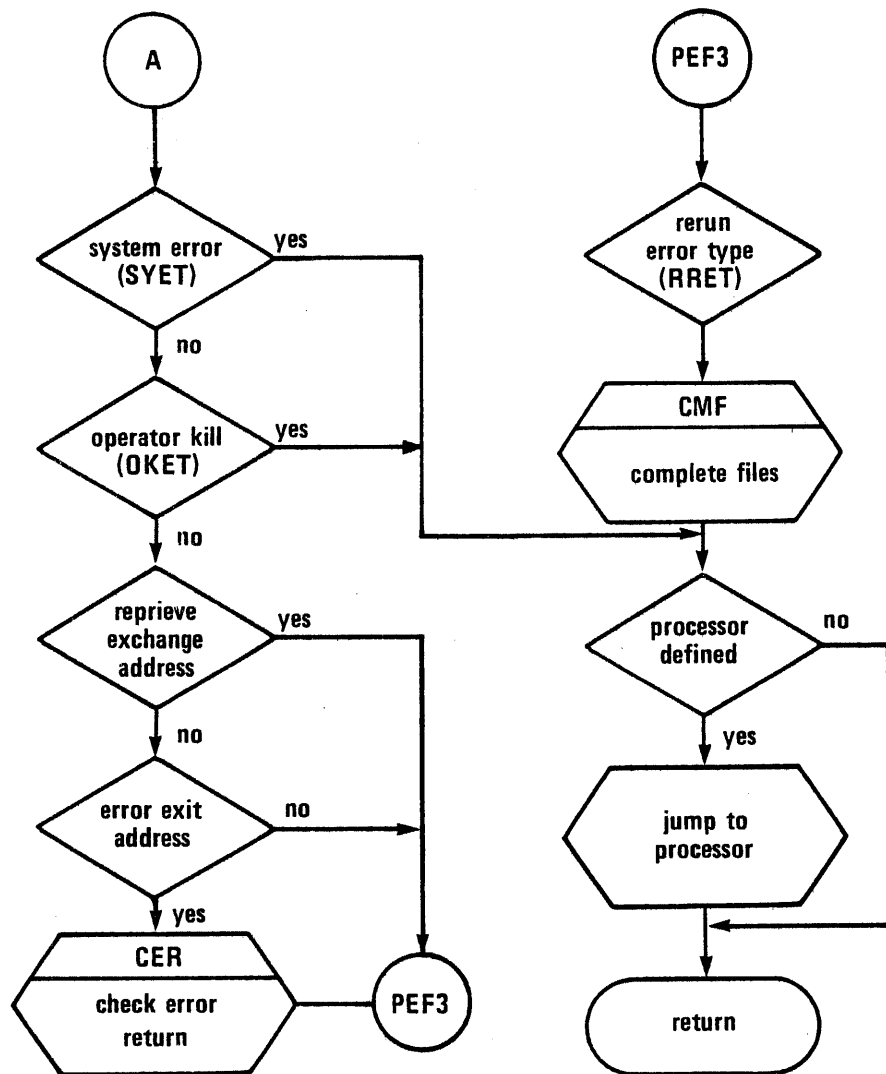 A
system error
(SYET)
yes
no
operator kill
(OKET)
yes
no
reprieve
exchange
address
yes
no
error exit
address
no
yes
CER
check error
return
PEF3
PEF3
rerun
error type
(RRET)
CMF
complete files
processor
defined
no
yes
jump to
processor
return